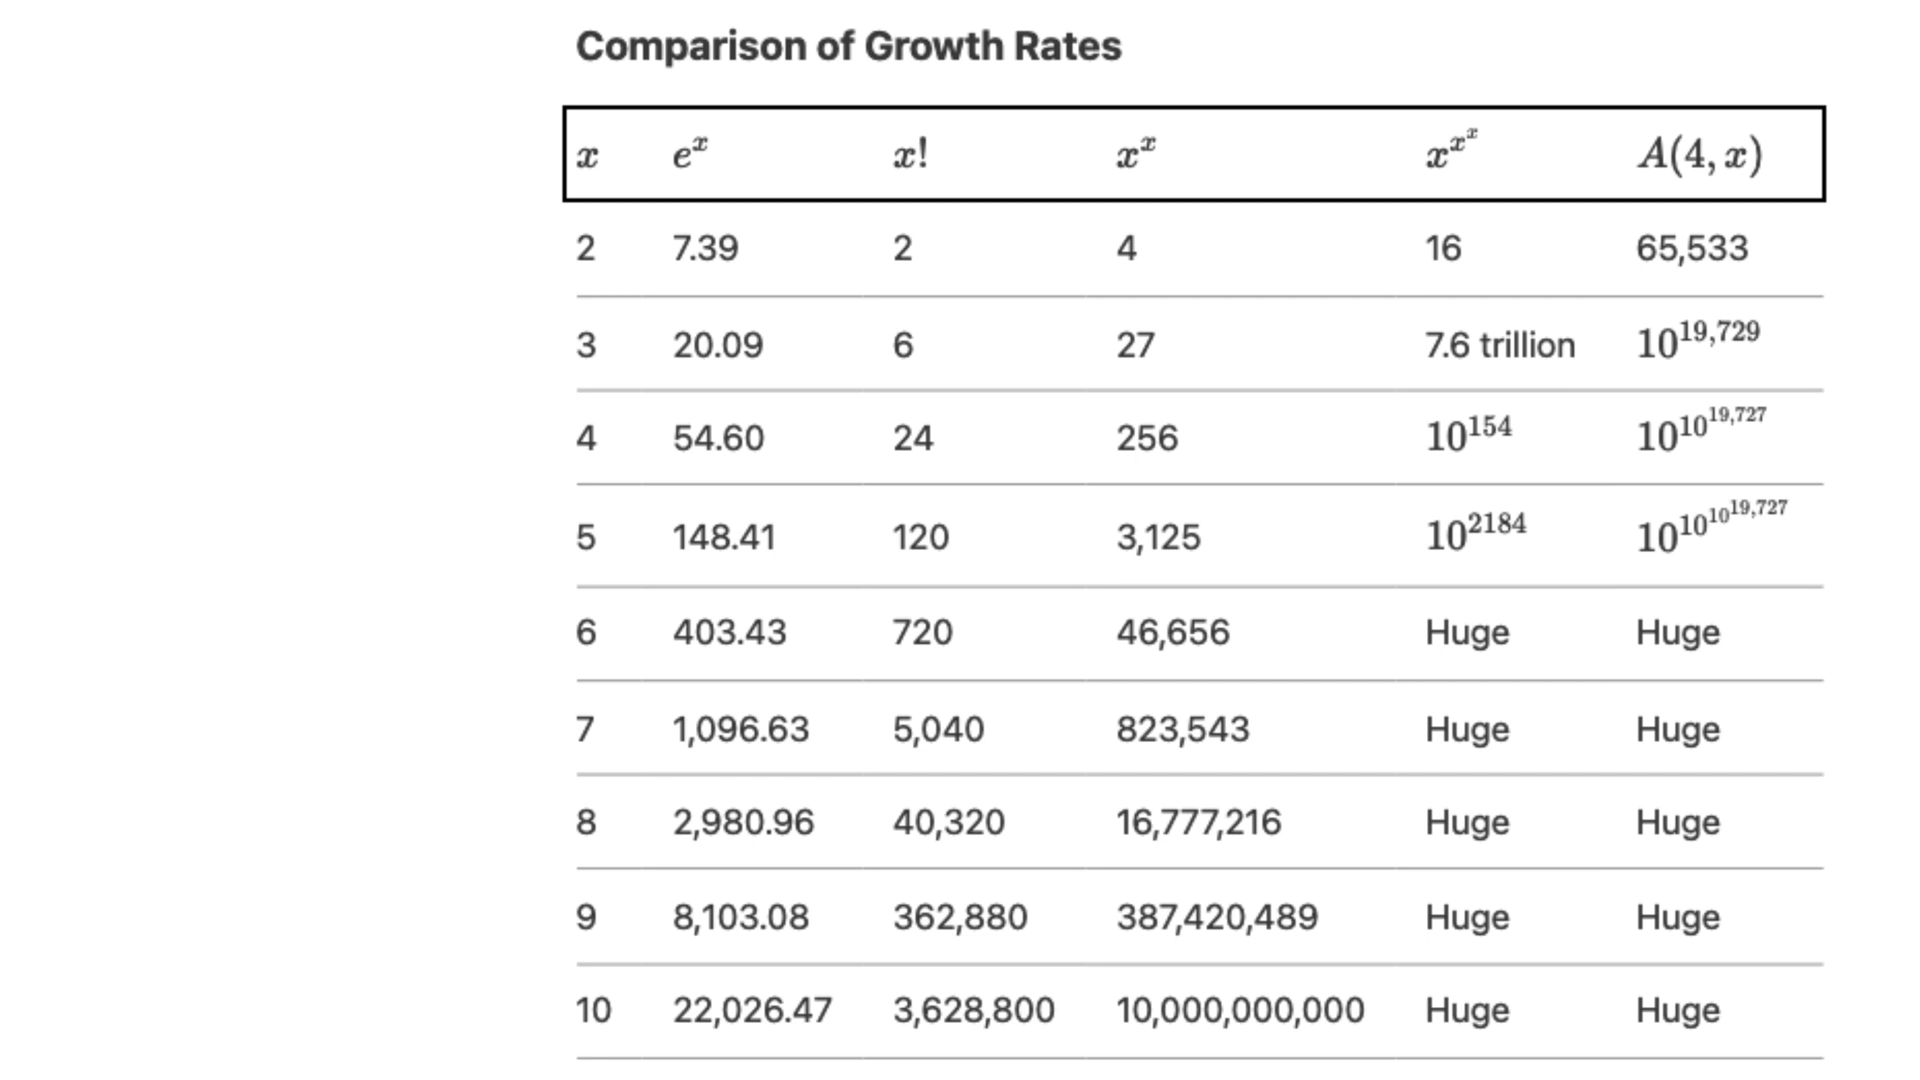 Comparison of Growth Rates
x eˣ x! xˣ x^{x^x} A(4, x)
2 7.39 2 4 16 65,533
3 20.09 6 27 7.6 trillion 10^{19,729}
4 54.60 24 256 10^{154} 10^{10^{19,727}}
5 148.41 120 3,125 10^{2184} 10^{10^{10^{19,727}}}
6 403.43 720 46,656 Huge Huge
7 1,096.63 5,040 823,543 Huge Huge
8 2,980.96 40,320 16,777,216 Huge Huge
9 8,103.08 362,880 387,420,489 Huge Huge
10 22,026.47 3,628,800 10,000,000,000 Huge Huge